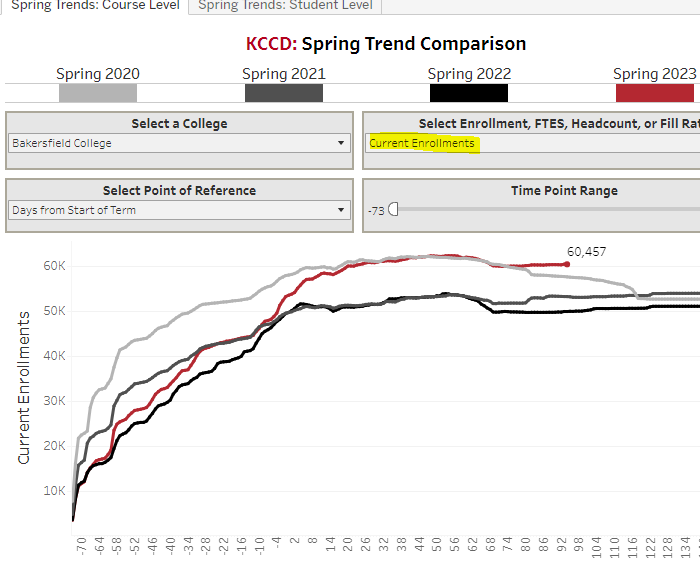 Spring Trends: Course Level
Spring Trends: Student Level
KCCD: Spring Trend Comparison
Spring 2020
Spring 2021
Spring 2022
Spring 2023
Select a College
Select Enrollment, FTES, Headcount, or Fill Rat
Bakersfield College
Current Enrollments
Select Point of Reference
Time Point Range
Days from Start of Term
-73
60,457
60K
50K
40K
30K
20K
10K
Current Enrollments
-70 -64 -58 -52 -46 -40 -34 -28 -22 -16 -10 -4 2 8 14 20 26 32 38 44 50 56 62 68 74 80 86 92 98 104 110 116 122 128 134